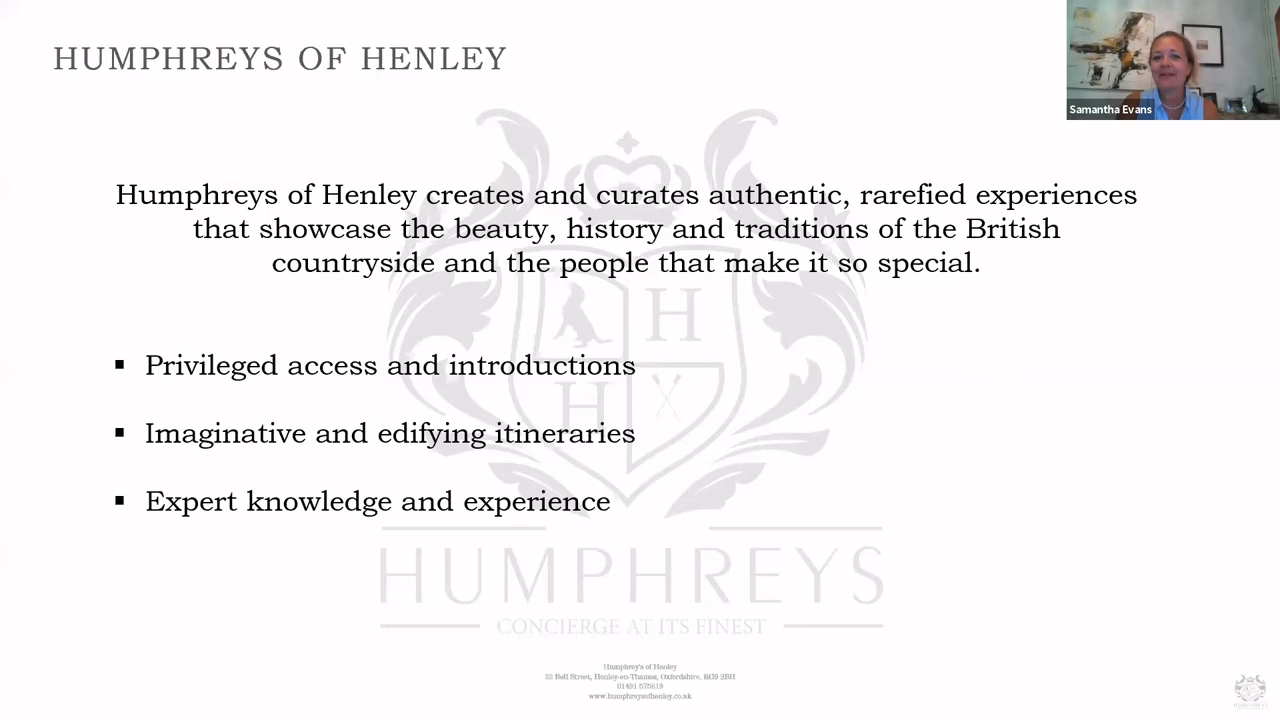 HUMPHREYS OF HENLEY
Samantha Evans
Humphreys of Henley creates and curates authentic, rarefied experiences
that showcase the beauty, history and traditions of the British
countryside and the people that make it so special.
H
▪ Privileged access and introductions
H
▪ Imaginative and edifying itineraries
▪ Expert knowledge and experience
HUMPHREYS
CONCIERGE AT ITS FINEST
Humphrey's of Henley
Bell Street, Henley-on-Thames, Oxfordshire, RG9 2BH
01491
www.humphreysofhenley.co.uk
HUMPHREYS